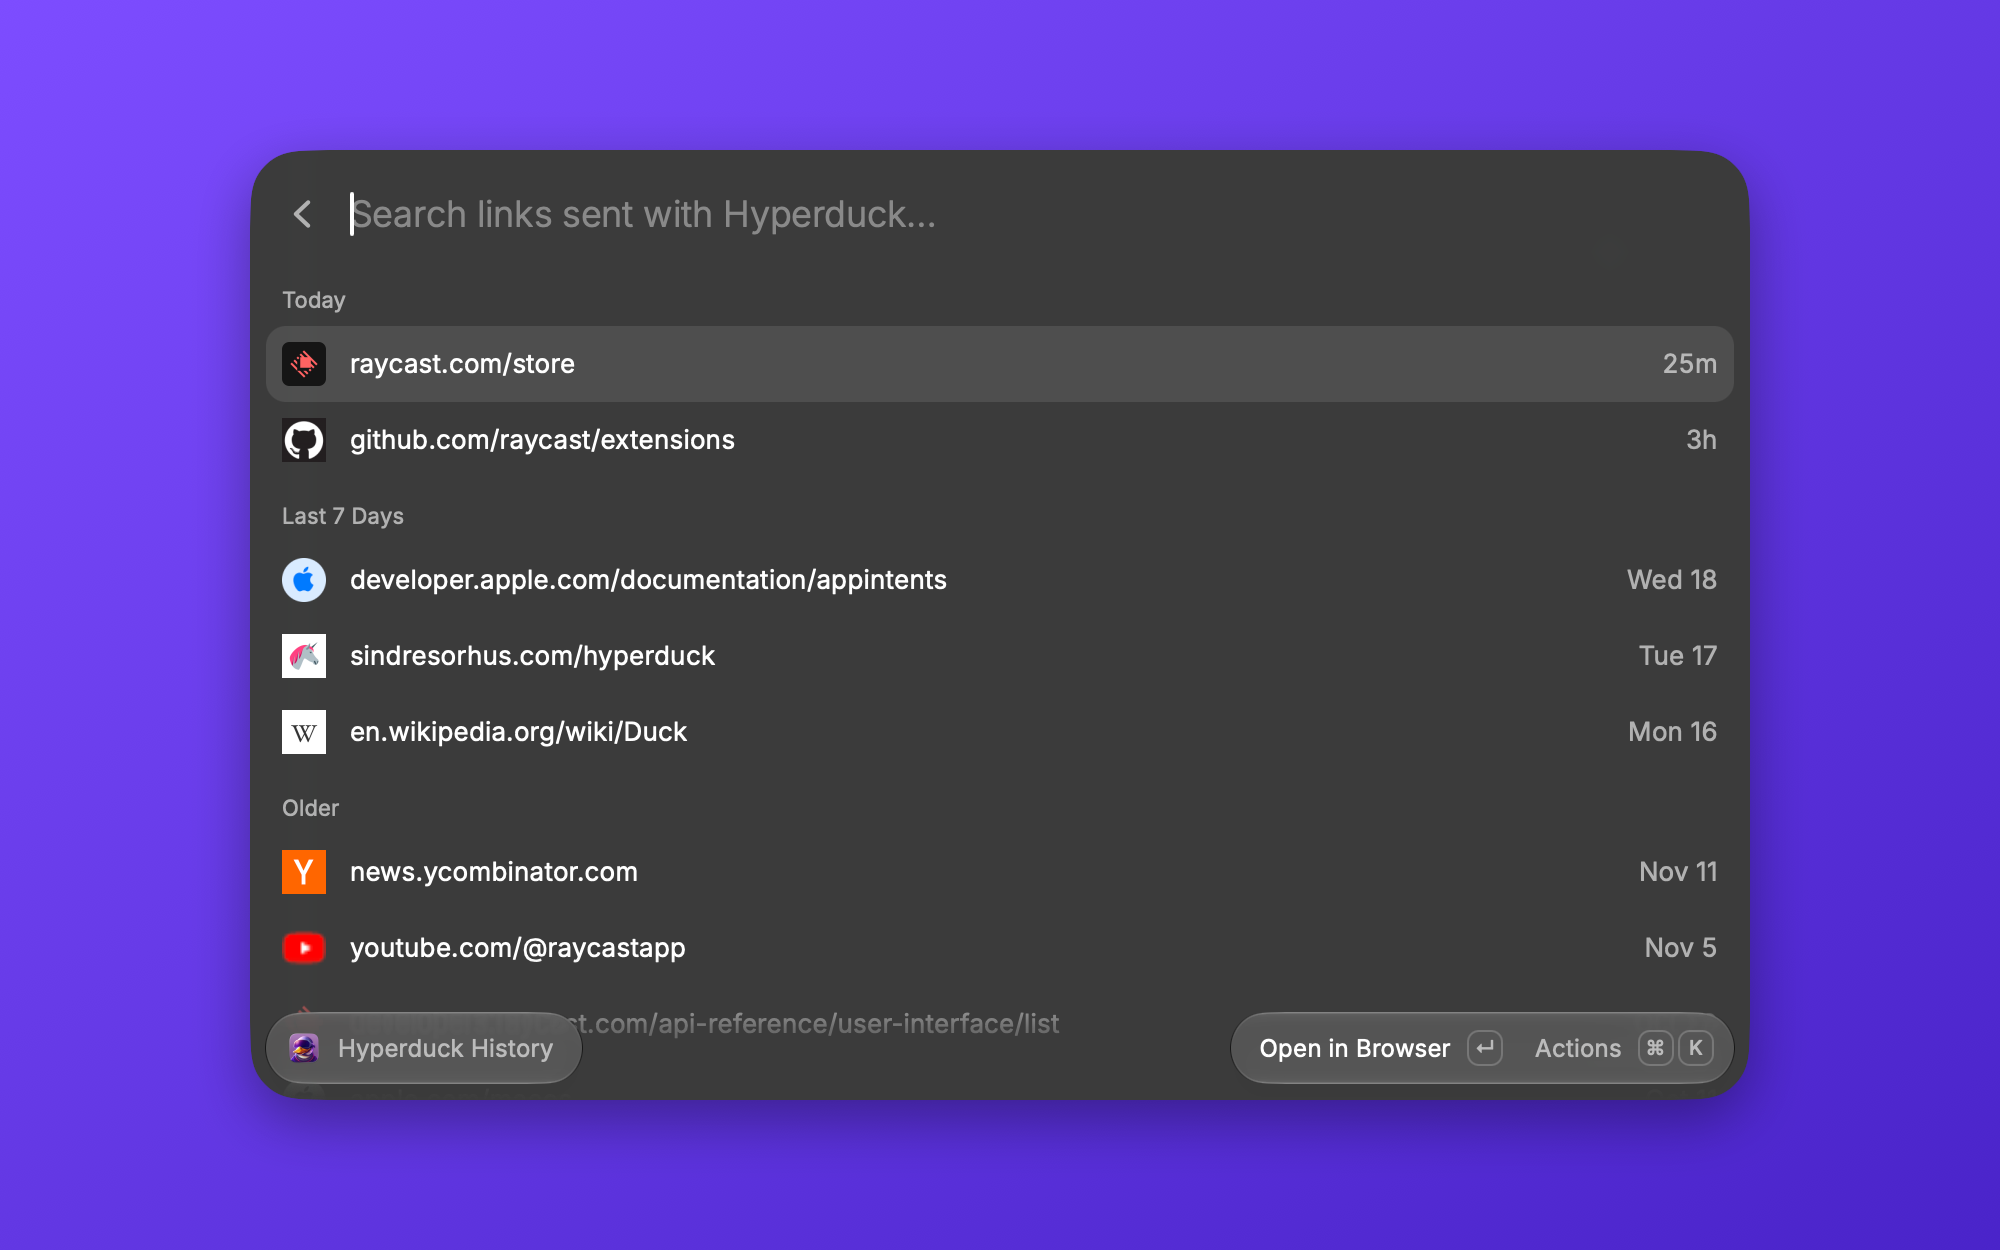 Search links sent with Hyperduck...
Today
raycast.com/store 25m
github.com/raycast/extensions 3h
Last 7 Days
developer.apple.com/documentation/appintents Wed 18
sindresorhus.com/hyperduck Tue 17
W en.wikipedia.org/wiki/Duck Mon 16
Older
Y news.ycombinator.com Nov 11
youtube.com/@raycastapp Nov 5
st.com/api-reference/user-interface/list
Hyperduck History Open in Browser ↵ Actions ⌘ K